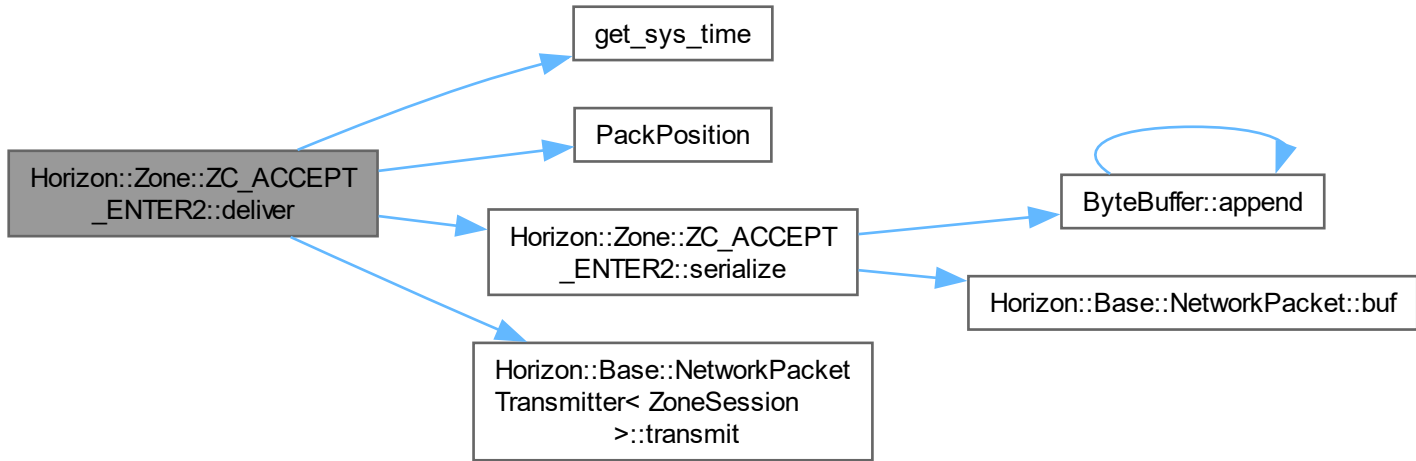 get_sys_time
PackPosition
Horizon::Zone::ZC_ACCEPT
_ENTER2::deliver
ByteBuffer::append
Horizon::Zone::ZC_ACCEPT
_ENTER2::serialize
Horizon::Base::NetworkPacket::buf
Horizon::Base::NetworkPacket
Transmitter< ZoneSession
>::transmit